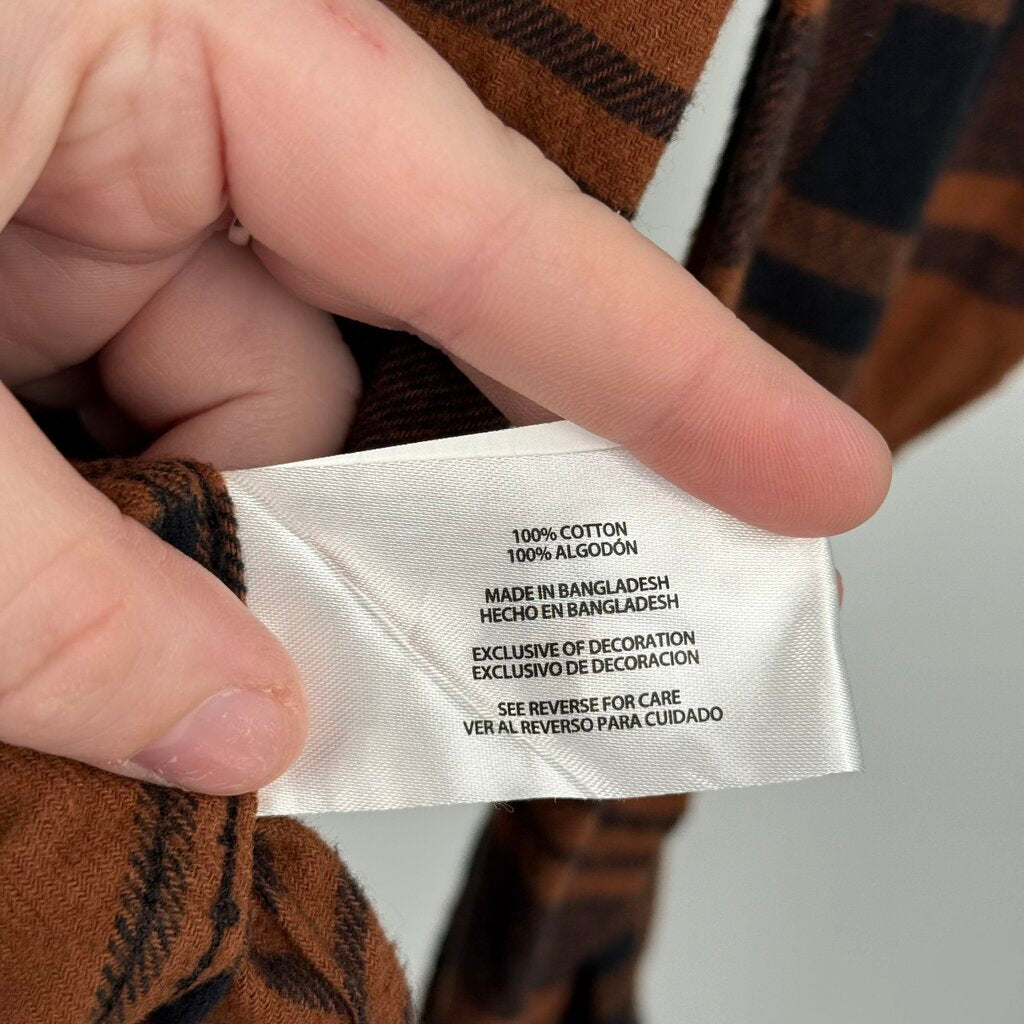 100% COTTON
100% ALGODÓN
MADE IN BANGLADESH
HECHO EN BANGLADESH
EXCLUSIVE OF DECORATION
EXCLUSIVO DE DECORACION
SEE REVERSE FOR CARE
VER AL REVERSO PARA CUIDADO